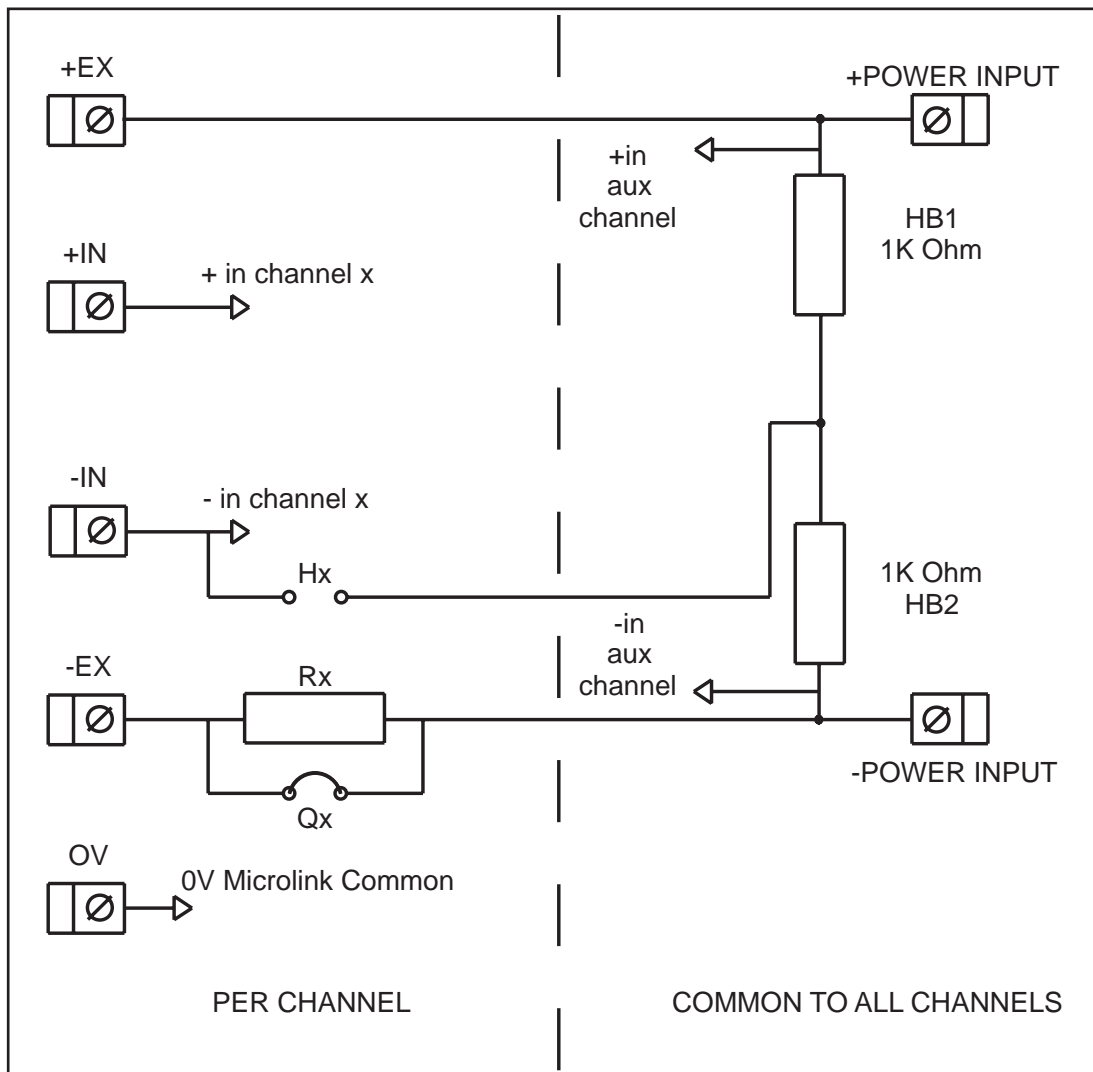 +EX
+POWER INPUT
+in
aux
channel
HB1
1K Ohm
+IN
+ in channel x
-IN
- in channel x
Hx
1K Ohm
HB2
-in
aux
channel
-EX
Rx
Qx
-POWER INPUT
OV
0V Microlink Common
PER CHANNEL
COMMON TO ALL CHANNELS